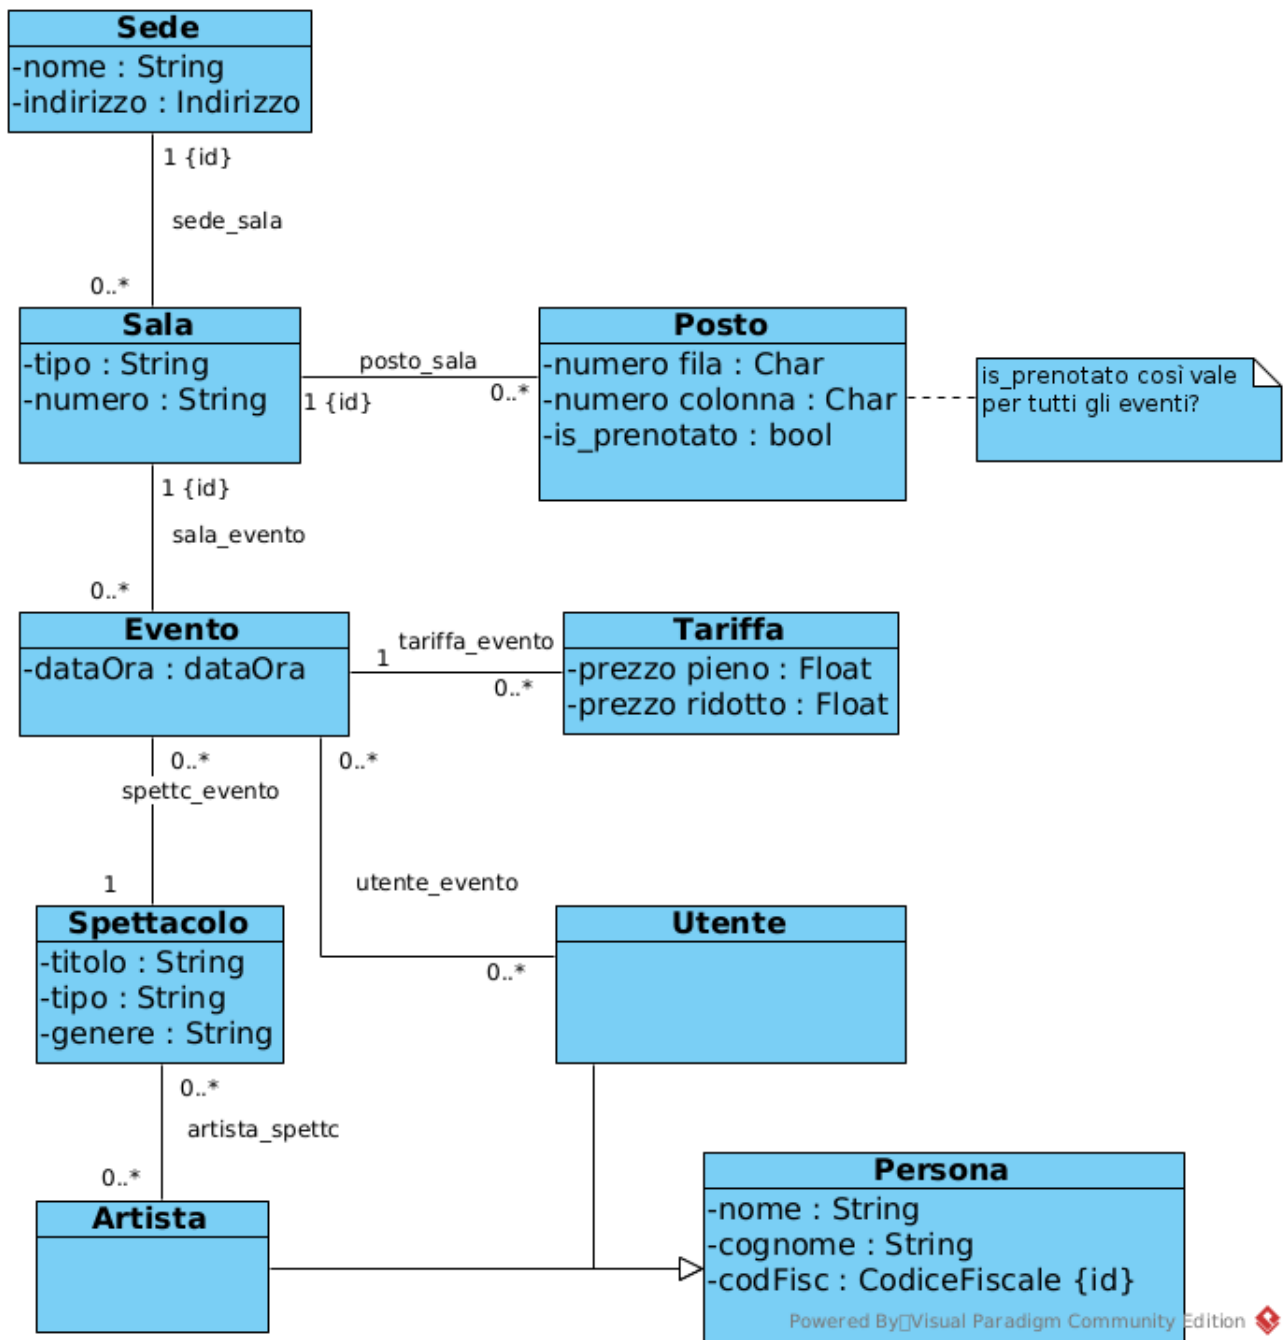 Sede
-nome : String
-indirizzo : Indirizzo
1 {id}
sede_sala
0..*
Sala
-tipo : String
-numero : String
posto_sala
1 {id}
0..*
Posto
-numero fila : Char
-numero colonna : Char
-is_prenotato : bool
is_prenotato così vale
per tutti gli eventi?
1 {id}
sala_evento
0..*
Evento
-dataOra : dataOra
tariffa_evento
1
0..*
Tariffa
-prezzo pieno : Float
-prezzo ridotto : Float
0..*
spettc_evento
1
0..*
utente_evento
0..*
Spettacolo
-titolo : String
-tipo : String
-genere : String
Utente
0..*
artista_spettc
0..*
Artista
Persona
-nome : String
-cognome : String
-codFisc : CodiceFiscale {id}
Powered By Visual Paradigm Community Edition